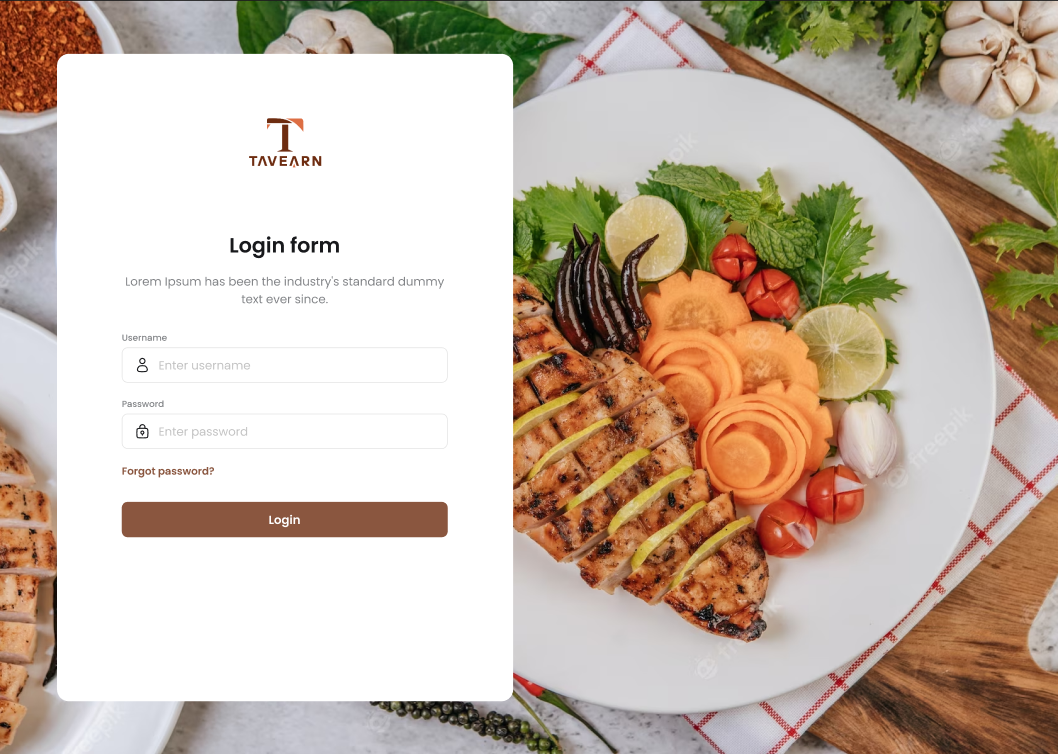 TAVEARN
Login form
Lorem Ipsum has been the industry's standard dummy
text ever since.
Username
Enter username
Password
Enter password
Forgot password?
Login
freepik
freepik
freepik